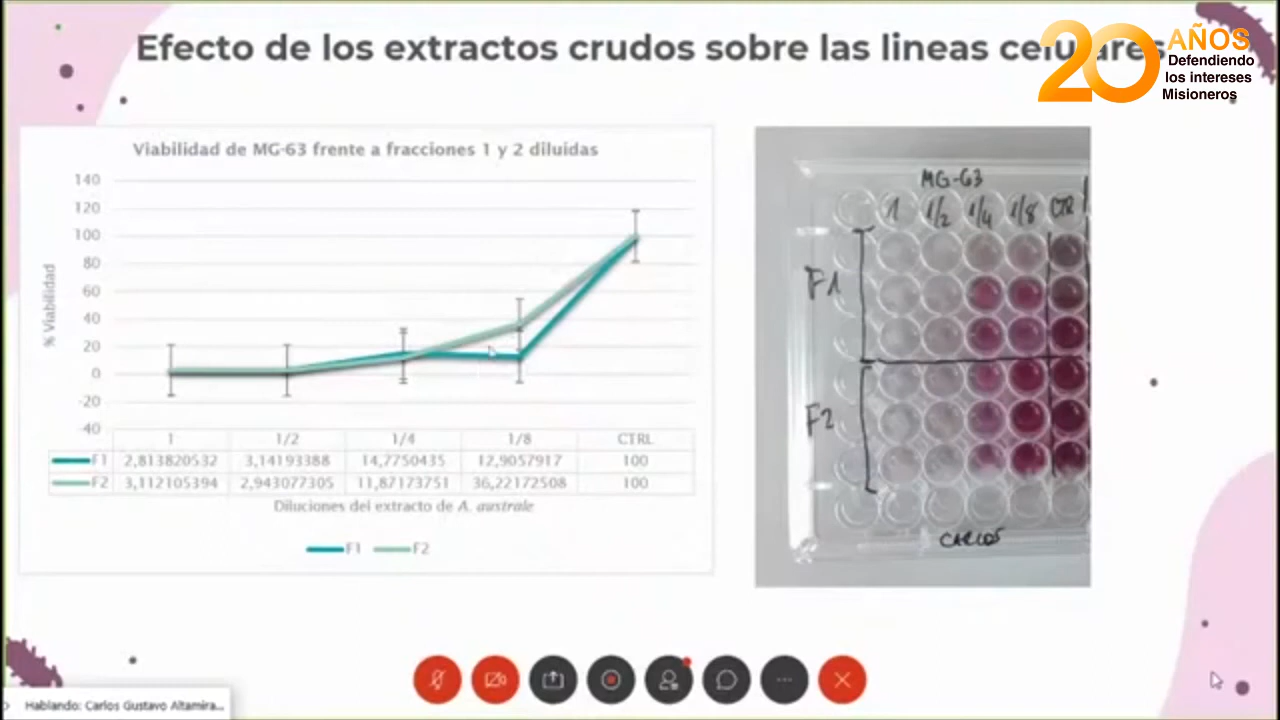 Efecto de los extractos crudos sobre las lineas celulares
20 AÑOS
Defendiendo
los intereses
Misioneros
Viabilidad de MG-63 frente a fracciones 1 y 2 diluidas
140
120
100
80
60
40
20
0
-20
-40
% Viabilidad
1 1/2 1/4 1/8 CTRL
F1 2,813820532 3,14193388 14,7750435 12,9057917 100
F2 3,112105394 2,943077305 11,87173751 36,22172508 100
Diluciones del extracto de A. australe
F1 F2
MG-63
1 1/2 1/4 1/8 CTR
F1
F2
CARLOS
Hablando: Carlos Gustavo Altamira...